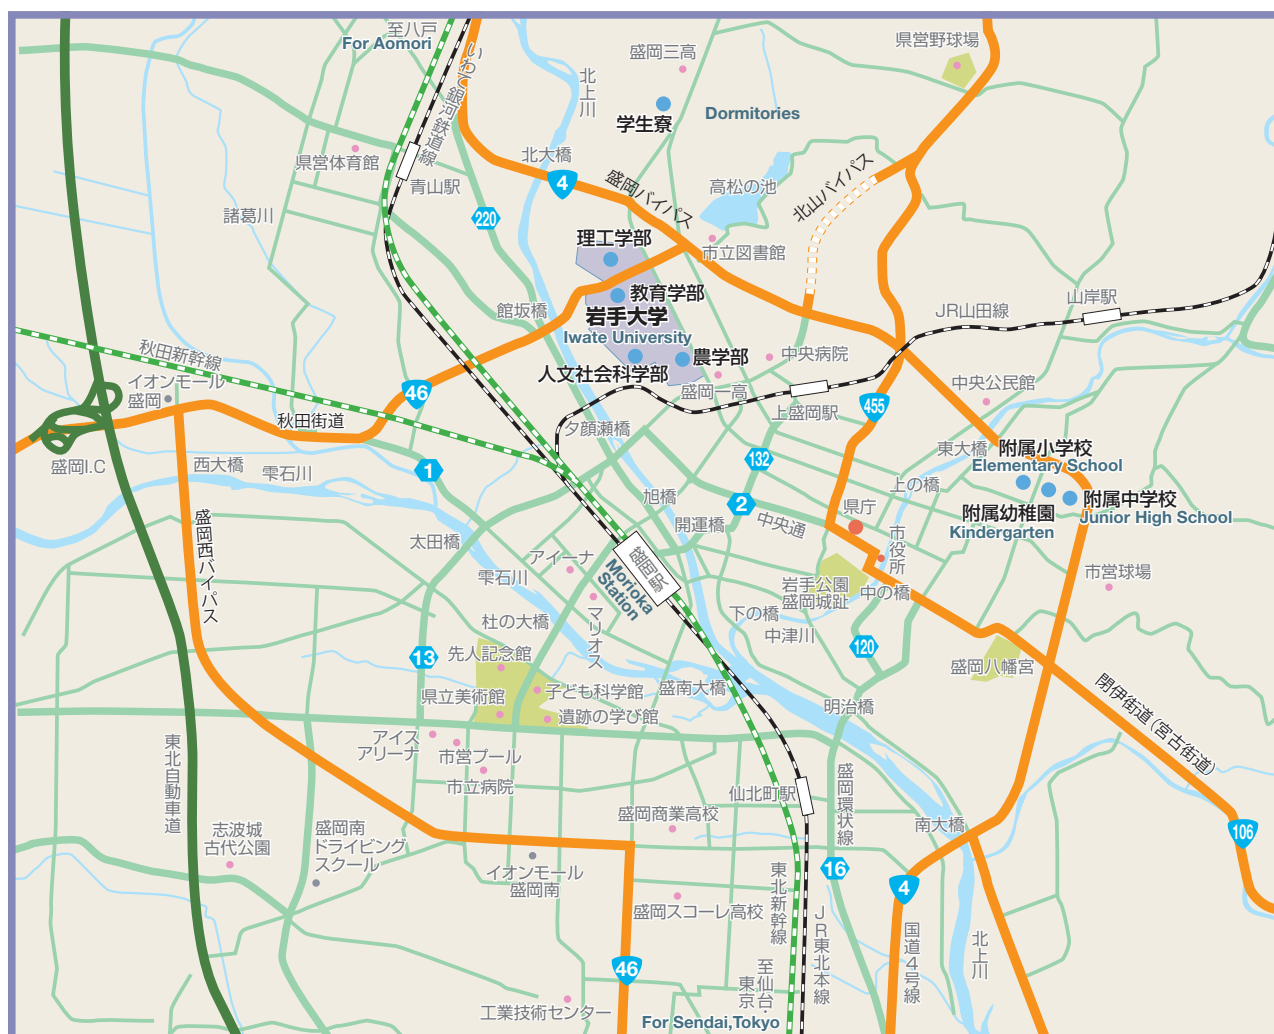 至八戸
For Aomori
いわて銀河鉄道線
北上川
盛岡三高
県営野球場
学生寮
Dormitories
県営体育館
青山駅
北大橋
4
盛岡バイパス
高松の池
北山バイパス
諸葛川
220
理工学部
市立図書館
教育学部
岩手大学
Iwate University
館坂橋
JR山田線
山岸駅
秋田新幹線
イオンモール
盛岡
46
人文社会科学部
農学部
中央病院
盛岡一高
中央公民館
秋田街道
夕顔瀬橋
上盛岡駅
455
盛岡I.C
西大橋
雫石川
1
132
東大橋
附属小学校
Elementary School
上の橋
旭橋
2
県庁
附属中学校
Junior High School
附属幼稚園
Kindergarten
盛岡西バイパス
開運橋
中央通
太田橋
アイーナ
盛岡駅
Morioka
Station
市役所
雫石川
岩手公園
盛岡城趾
中の橋
市営球場
マリオス
杜の大橋
下の橋
中津川
13
先人記念館
120
盛岡八幡宮
県立美術館
子ども科学館
盛南大橋
遺跡の学び館
明治橋
閉伊街道(宮古街道)
アイス
アリーナ
市営プール
市立病院
東北自動車道
仙北町駅
盛岡環状線
志波城
古代公園
盛岡南
ドライビング
スクール
盛岡商業高校
南大橋
106
イオンモール
盛岡南
16
4
盛岡スコーレ高校
東北新幹線
JR東北本線
国道4号線
北上川
46
至仙台・
東京
工業技術センター
For Sendai,Tokyo